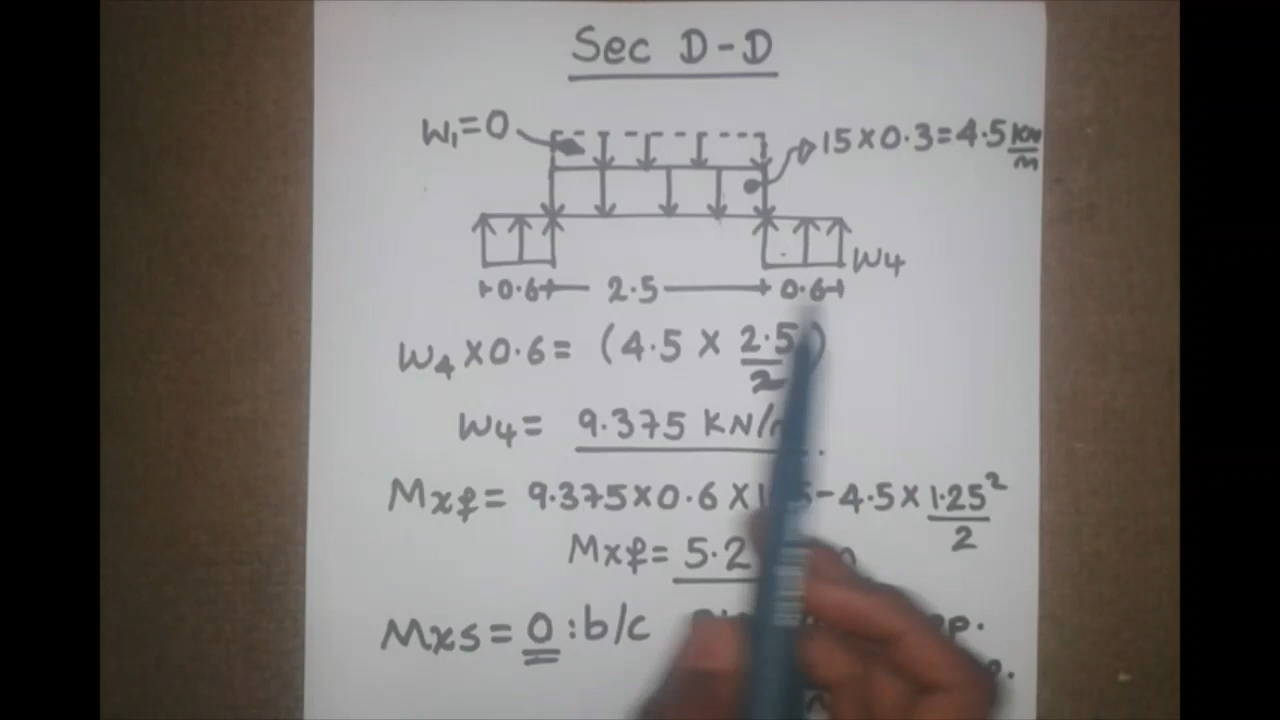 Sec D-D
W₁=0
15×0.3=4.5 KN/m
W4
0.6 2.5 0.6
W₄×0.6= (4.5 × 2.5/2)
W₄= 9.375 KN/
Mxf= 9.375×0.6× - 4.5×1.25²/2
Mxf= 5.2
Mxs= 0 :b/c